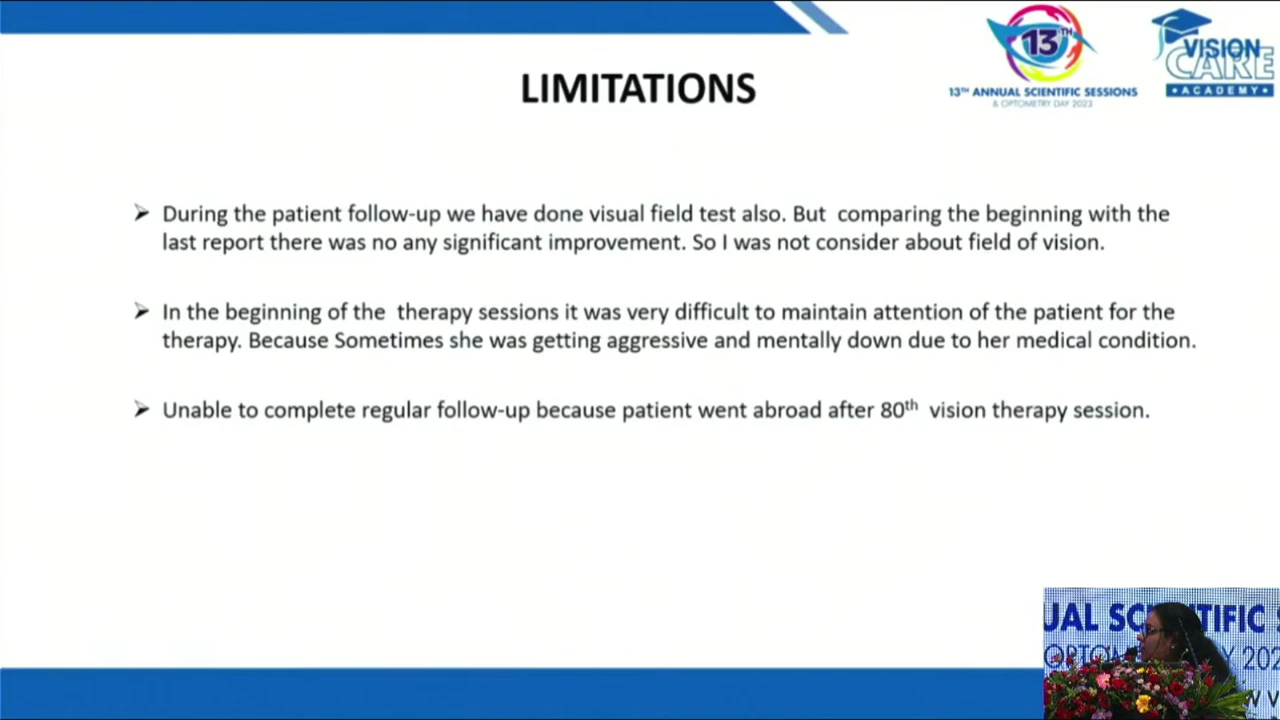 LIMITATIONS
13TH
13TH ANNUAL SCIENTIFIC SESSIONS
& OPTOMETRY DAY 2023
VISION
CARE
• ACADEMY •
➢ During the patient follow-up we have done visual field test also. But comparing the beginning with the
last report there was no any significant improvement. So I was not consider about field of vision.
➢ In the beginning of the therapy sessions it was very difficult to maintain attention of the patient for the
therapy. Because Sometimes she was getting aggressive and mentally down due to her medical condition.
➢ Unable to complete regular follow-up because patient went abroad after 80th vision therapy session.
UAL SC TIFIC
OPTOM Y 202